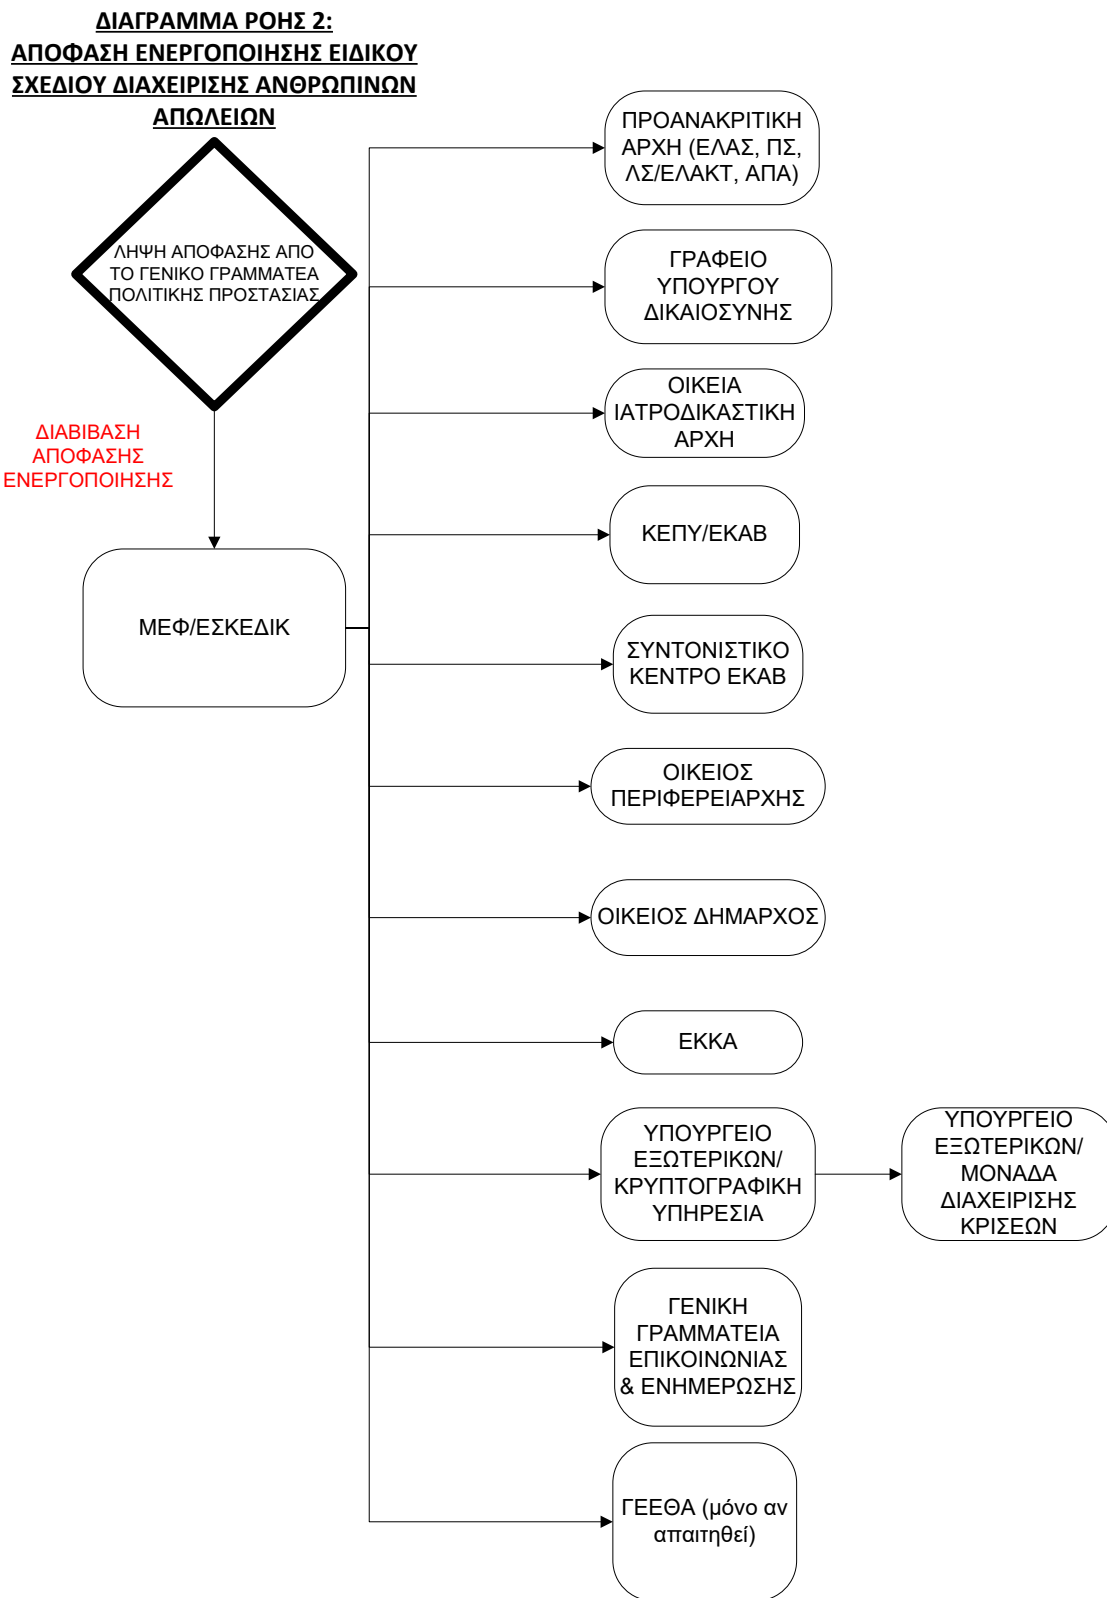 ΔΙΑΓΡΑΜΜΑ ΡΟΗΣ 2:
ΑΠΟΦΑΣΗ ΕΝΕΡΓΟΠΟΙΗΣΗΣ ΕΙΔΙΚΟΥ
ΣΧΕΔΙΟΥ ΔΙΑΧΕΙΡΙΣΗΣ ΑΝΘΡΩΠΙΝΩΝ
ΑΠΩΛΕΙΩΝ
ΛΗΨΗ ΑΠΟΦΑΣΗΣ ΑΠΟ
ΤΟ ΓΕΝΙΚΟ ΓΡΑΜΜΑΤΕΑ
ΠΟΛΙΤΙΚΗΣ ΠΡΟΣΤΑΣΙΑΣ
ΔΙΑΒΙΒΑΣΗ
ΑΠΟΦΑΣΗΣ
ΕΝΕΡΓΟΠΟΙΗΣΗΣ
ΜΕΦ/ΕΣΚΕΔΙΚ
ΠΡΟΑΝΑΚΡΙΤΙΚΗ
ΑΡΧΗ (ΕΛΑΣ, ΠΣ,
ΛΣ/ΕΛΑΚΤ, ΑΠΑ)
ΓΡΑΦΕΙΟ
ΥΠΟΥΡΓΟΥ
ΔΙΚΑΙΟΣΥΝΗΣ
ΟΙΚΕΙΑ
ΙΑΤΡΟΔΙΚΑΣΤΙΚΗ
ΑΡΧΗ
ΚΕΠΥ/ΕΚΑΒ
ΣΥΝΤΟΝΙΣΤΙΚΟ
ΚΕΝΤΡΟ ΕΚΑΒ
ΟΙΚΕΙΟΣ
ΠΕΡΙΦΕΡΕΙΑΡΧΗΣ
ΟΙΚΕΙΟΣ ΔΗΜΑΡΧΟΣ
ΕΚΚΑ
ΥΠΟΥΡΓΕΙΟ
ΕΞΩΤΕΡΙΚΩΝ/
ΚΡΥΠΤΟΓΡΑΦΙΚΗ
ΥΠΗΡΕΣΙΑ
ΥΠΟΥΡΓΕΙΟ
ΕΞΩΤΕΡΙΚΩΝ/
ΜΟΝΑΔΑ
ΔΙΑΧΕΙΡΙΣΗΣ
ΚΡΙΣΕΩΝ
ΓΕΝΙΚΗ
ΓΡΑΜΜΑΤΕΙΑ
ΕΠΙΚΟΙΝΩΝΙΑΣ
& ΕΝΗΜΕΡΩΣΗΣ
ΓΕΕΘΑ (μόνο αν
απαιτηθεί)